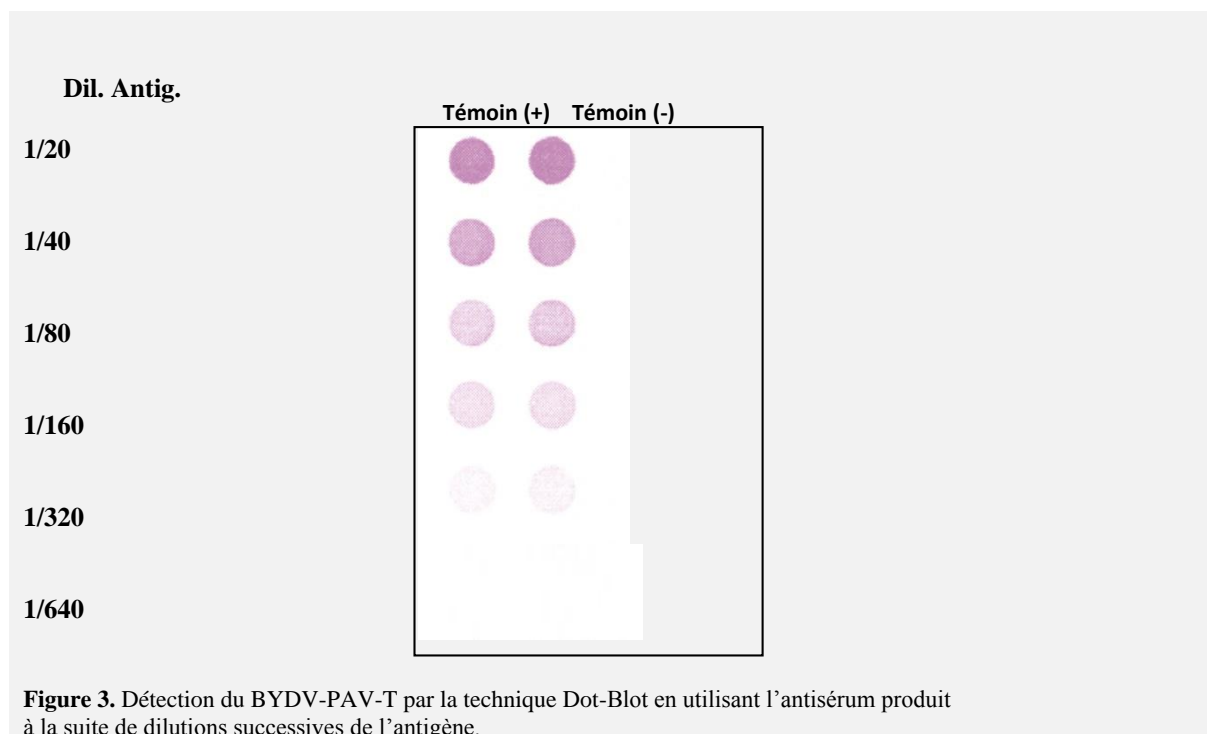 Dil. Antig.
Témoin (+) Témoin (-)
1/20
1/40
1/80
1/160
1/320
1/640
Figure 3. Détection du BYDV-PAV-T par la technique Dot-Blot en utilisant l’antisérum produit
à la suite de dilutions successives de l’antigène.